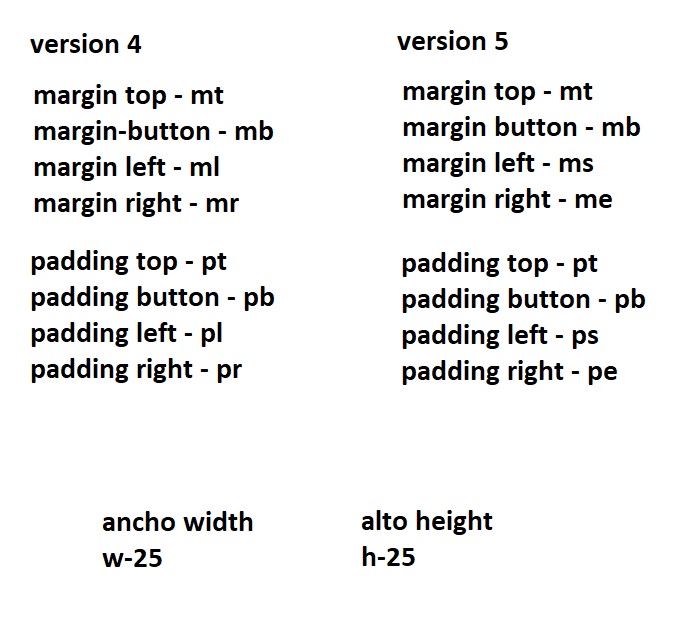 version 4
margin top - mt
margin-button - mb
margin left - ml
margin right - mr
padding top - pt
padding button - pb
padding left - pl
padding right - pr
version 5
margin top - mt
margin button - mb
margin left - ms
margin right - me
padding top - pt
padding button - pb
padding left - ps
padding right - pe
ancho width
w-25
alto height
h-25